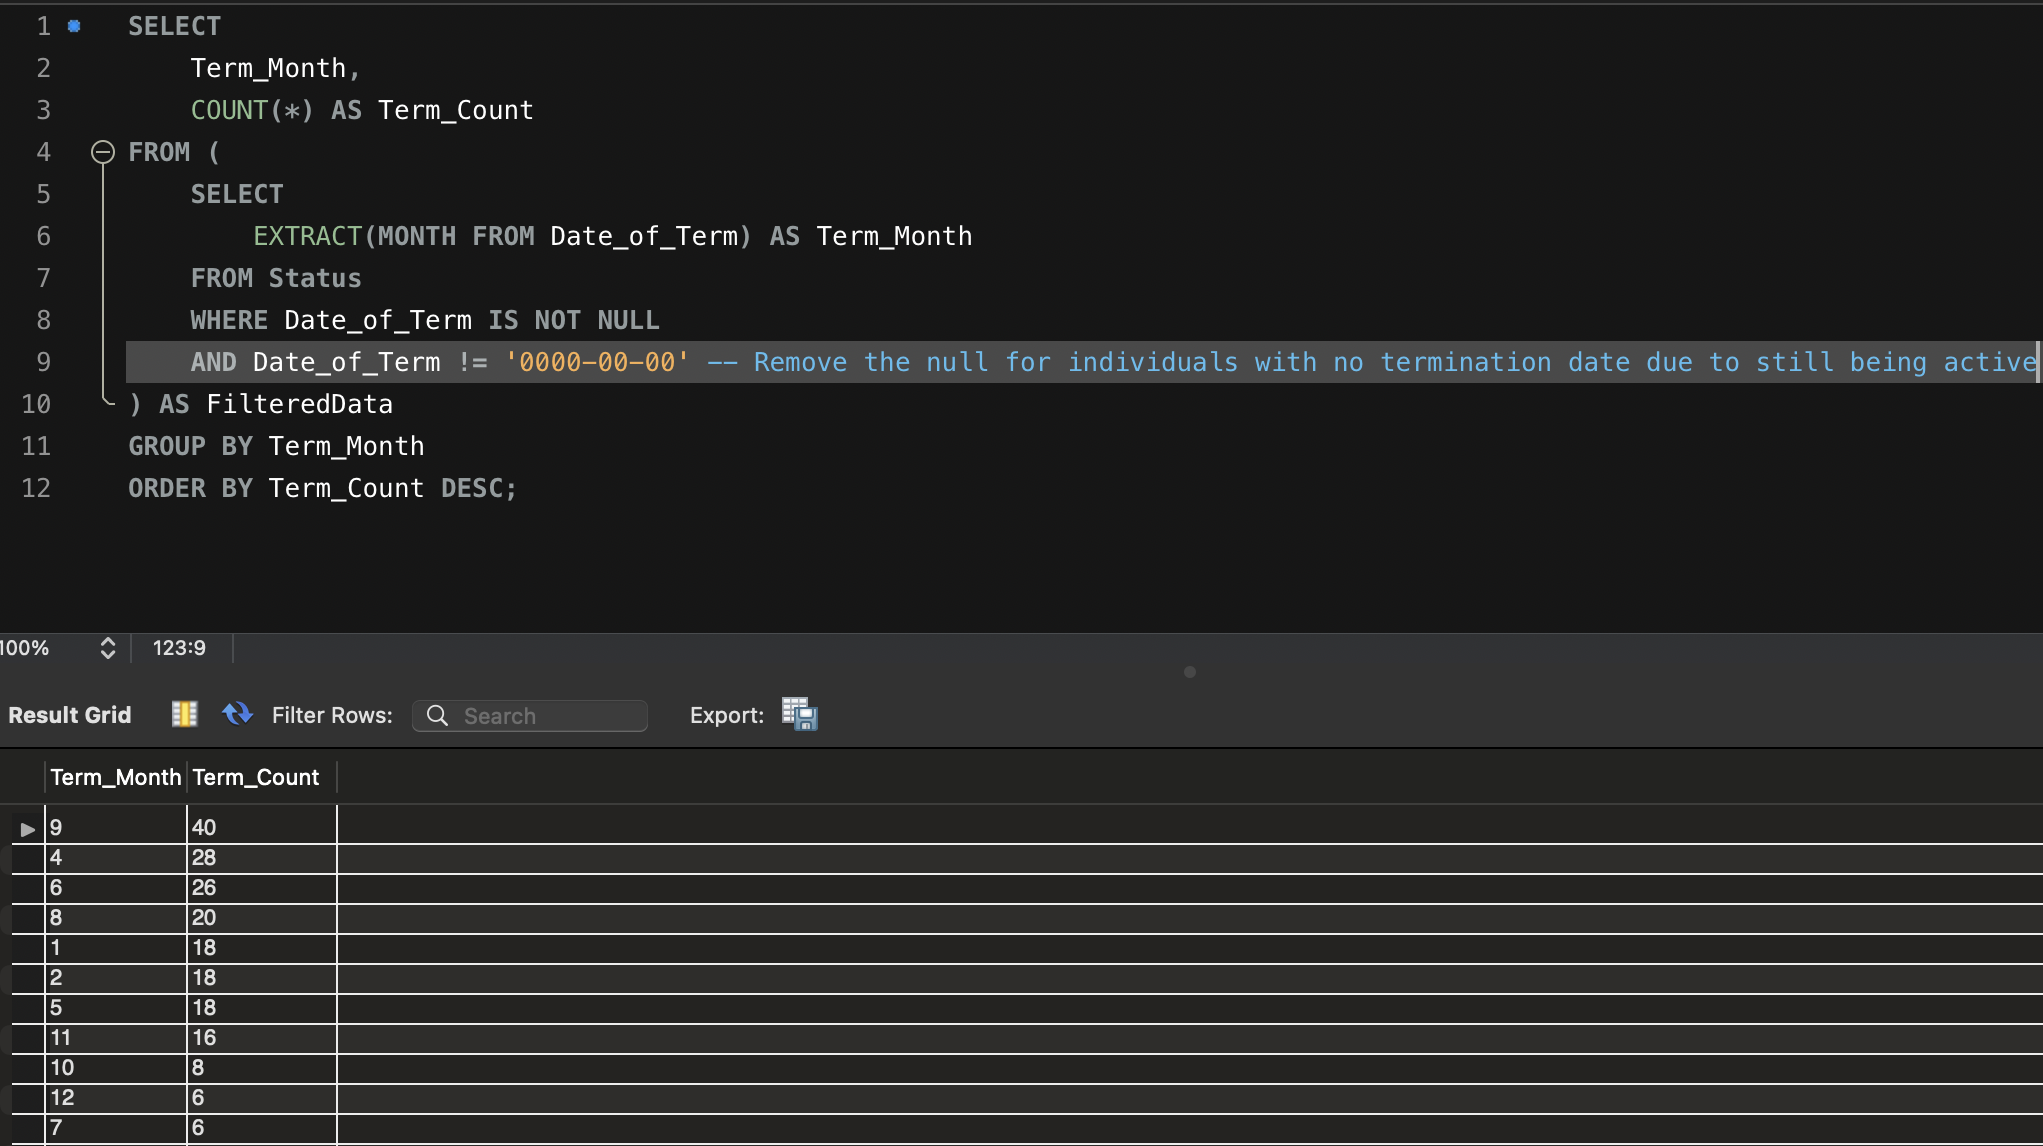 1 SELECT
2 Term_Month,
3 COUNT(*) AS Term_Count
4 FROM (
5 SELECT
6 EXTRACT(MONTH FROM Date_of_Term) AS Term_Month
7 FROM Status
8 WHERE Date_of_Term IS NOT NULL
9 AND Date_of_Term != '0000-00-00' -- Remove the null for individuals with no termination date due to still being active
10 ) AS FilteredData
11 GROUP BY Term_Month
12 ORDER BY Term_Count DESC;
100% 123:9
Result Grid Filter Rows: Search Export:
Term_Month Term_Count
9 40
4 28
6 26
8 20
1 18
2 18
5 18
11 16
10 8
12 6
7 6